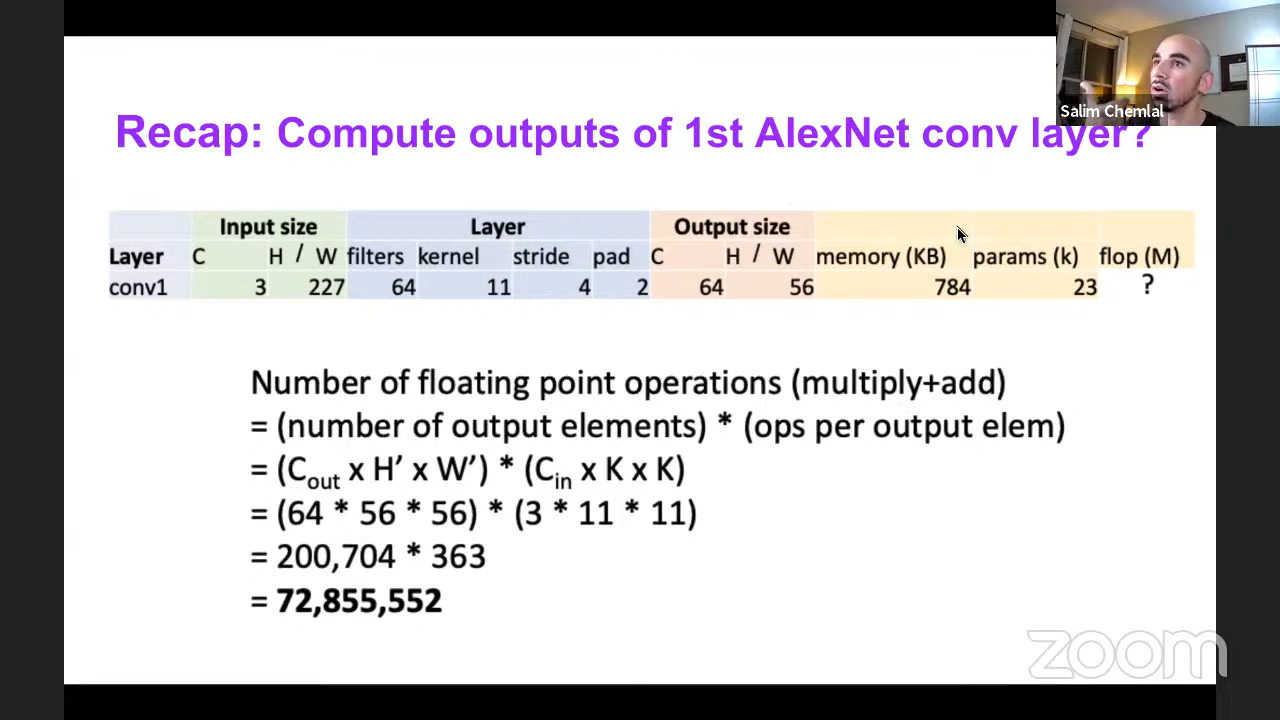 Salim Chemlal
Recap: Compute outputs of 1st AlexNet conv layer?
Input size Layer Output size
Layer C H / W filters kernel stride pad C H / W memory (KB) params (k) flop (M)
conv1 3 227 64 11 4 2 64 56 784 23 ?
Number of floating point operations (multiply+add)
= (number of output elements) * (ops per output elem)
= (Cout x H’ x W’) * (Cin x K x K)
= (64 * 56 * 56) * (3 * 11 * 11)
= 200,704 * 363
= 72,855,552
zoom